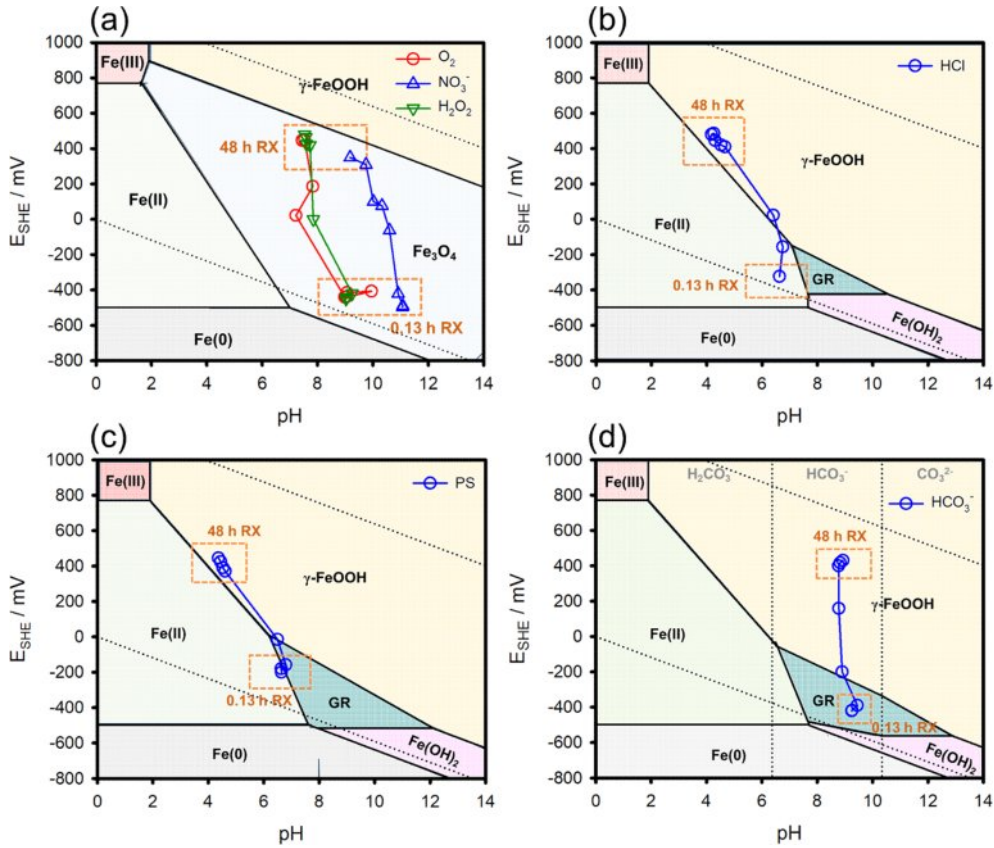 (a)
1000
800
600
400
200
0
-200
-400
-600
-800
E_SHE / mV
0 2 4 6 8 10 12 14
pH
Fe(III)
γ-FeOOH
O₂
NO₃⁻
H₂O₂
48 h RX
Fe(II)
Fe₃O₄
0.13 h RX
Fe(0)
(b)
1000
800
600
400
200
0
-200
-400
-600
-800
E_SHE / mV
0 2 4 6 8 10 12 14
pH
Fe(III)
HCl
48 h RX
γ-FeOOH
Fe(II)
GR
0.13 h RX
Fe(OH)₂
Fe(0)
(c)
1000
800
600
400
200
0
-200
-400
-600
-800
E_SHE / mV
0 2 4 6 8 10 12 14
pH
Fe(III)
PS
48 h RX
γ-FeOOH
Fe(II)
0.13 h RX
GR
Fe(OH)₂
Fe(0)
(d)
1000
800
600
400
200
0
-200
-400
-600
-800
E_SHE / mV
0 2 4 6 8 10 12 14
pH
Fe(III)
H₂CO₃ HCO₃⁻ CO₃²⁻
HCO₃⁻
48 h RX
γ-FeOOH
Fe(II)
GR
0.13 h RX
Fe(OH)₂
Fe(0)